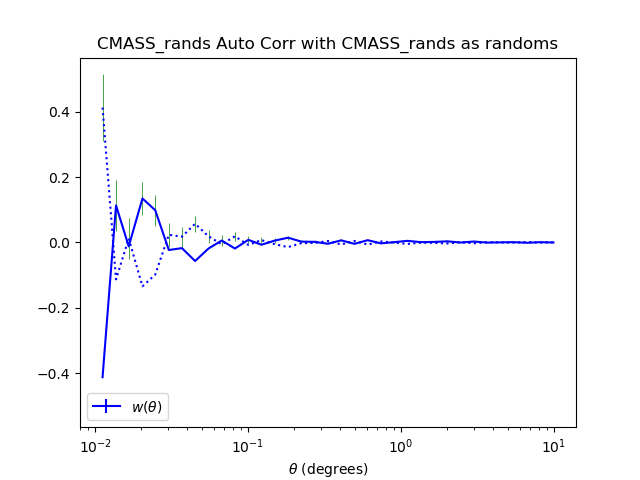 CMASS_rands Auto Corr with CMASS_rands as randoms
0.4
0.2
0.0
−0.2
−0.4
w(θ)
10⁻² 10⁻¹ 10⁰ 10¹
θ (degrees)